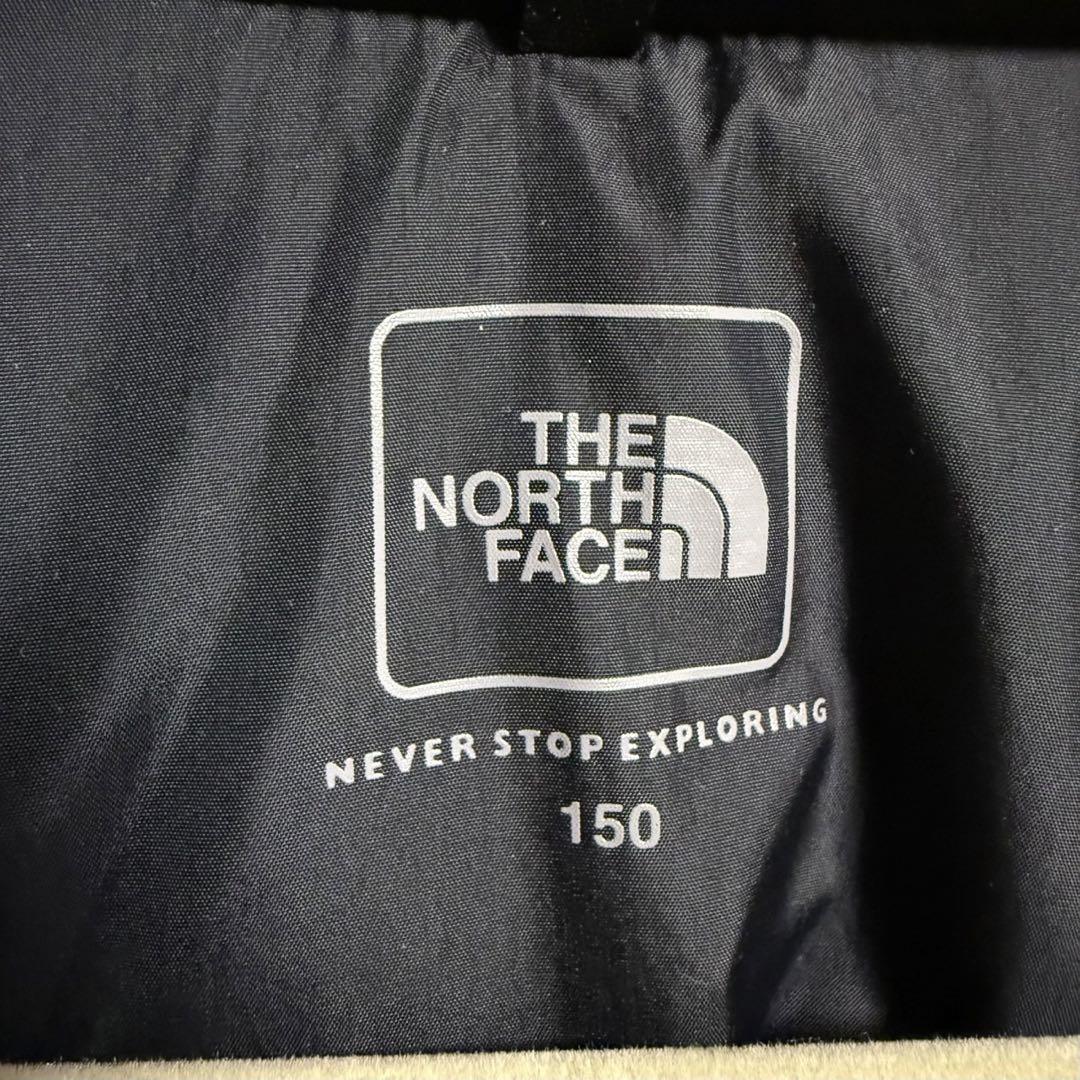 THE
NORTH
FACE
NEVER STOP EXPLORING
150